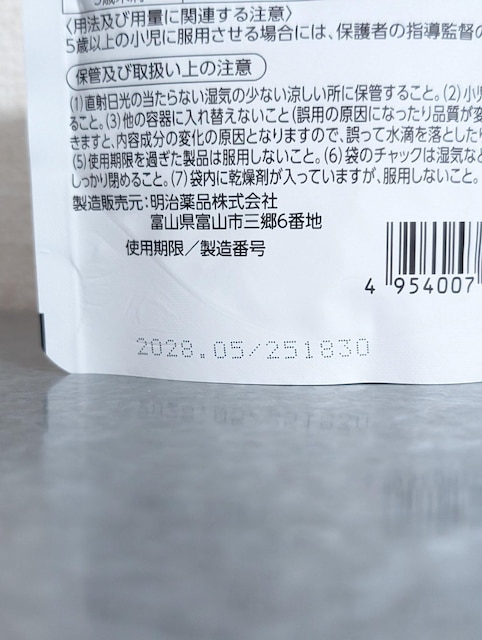 〈用法及び用量に関連する注意〉
5歳以上の小児に服用させる場合には、保護者の指導監督の
保管及び取扱い上の注意
(1)直射日光の当たらない湿気の少ない涼しい所に保管すること。(2)小児
ること。(3)他の容器に入れ替えないこと(誤用の原因になったり品質が変
きますと、内容成分の変化の原因となりますので、誤って水滴を落としたり
(5)使用期限を過ぎた製品は服用しないこと。(6)袋のチャックは湿気など
しっかり閉めること。(7)袋内に乾燥剤が入っていますが、服用しないこと。
製造販売元:明治薬品株式会社
富山県富山市三郷6番地
使用期限/製造番号
4 954007
2028.05/251830